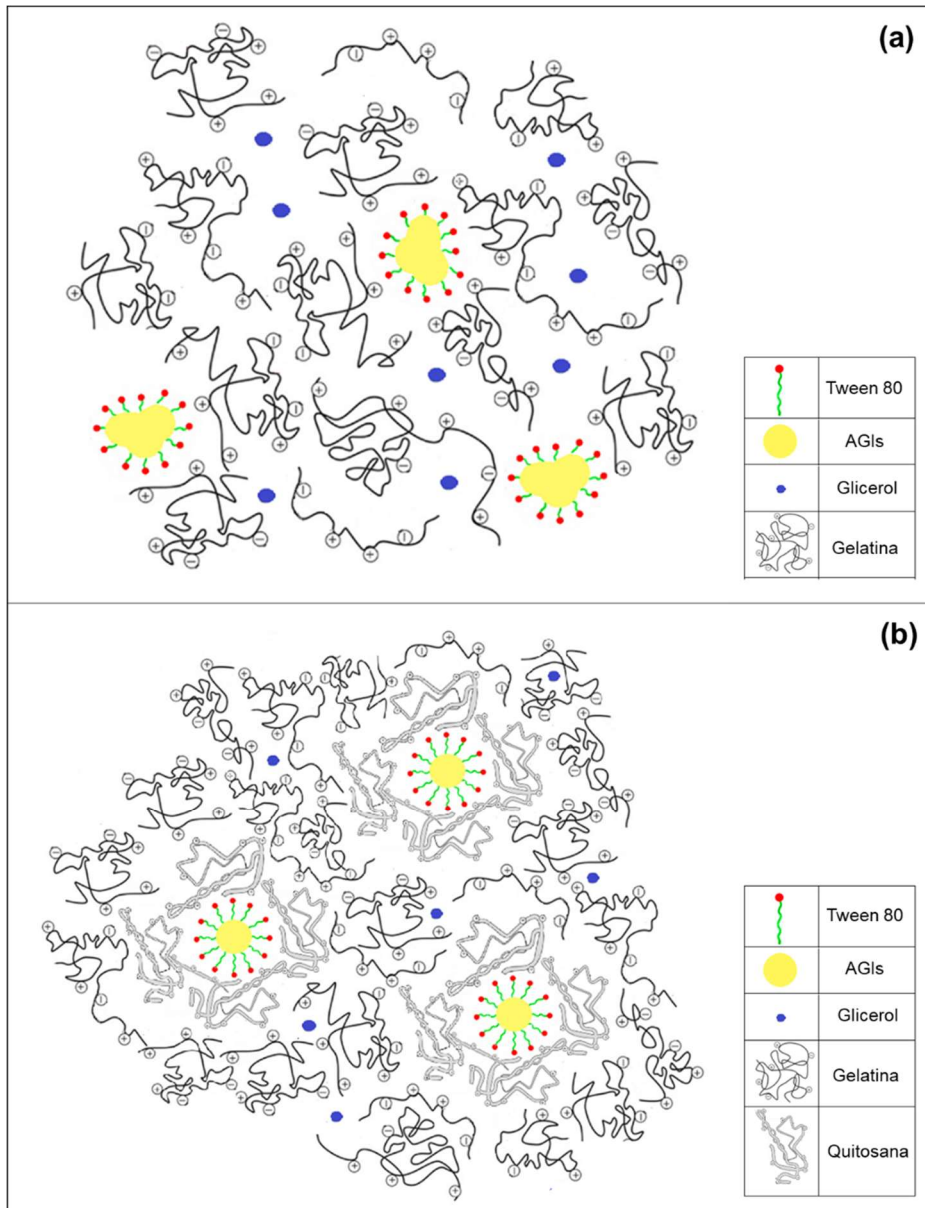 (a)
Tween 80
AGIs
Glicerol
Gelatina
(b)
Tween 80
AGIs
Glicerol
Gelatina
Quitosana